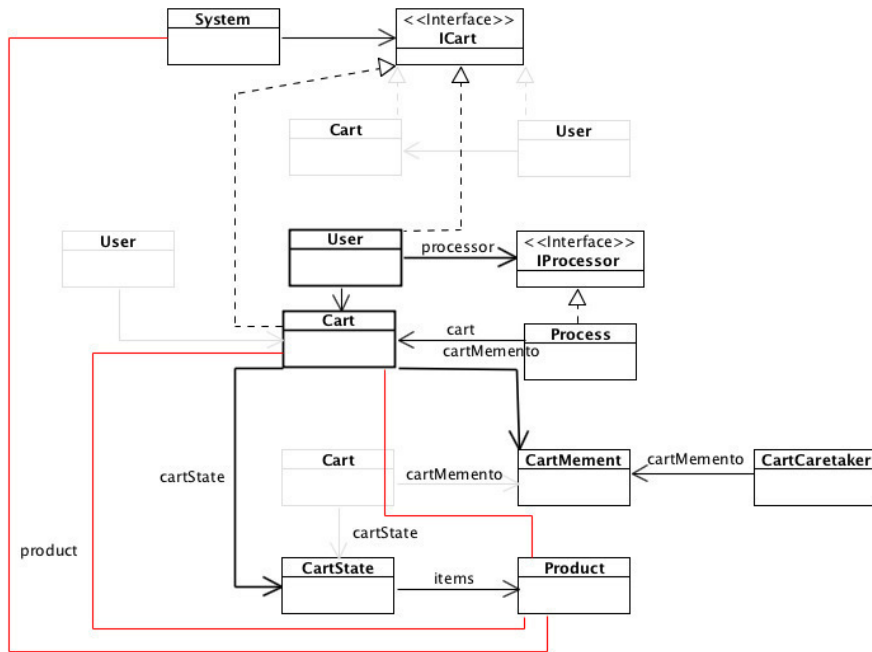 System
<<Interface>>
ICart
Cart
User
User
User
processor
<<Interface>>
IProcessor
Cart
cart
cartMemento
Process
cartState
Cart
cartMemento
CartMement
cartMemento
CartCaretaker
cartState
product
CartState
items
Product